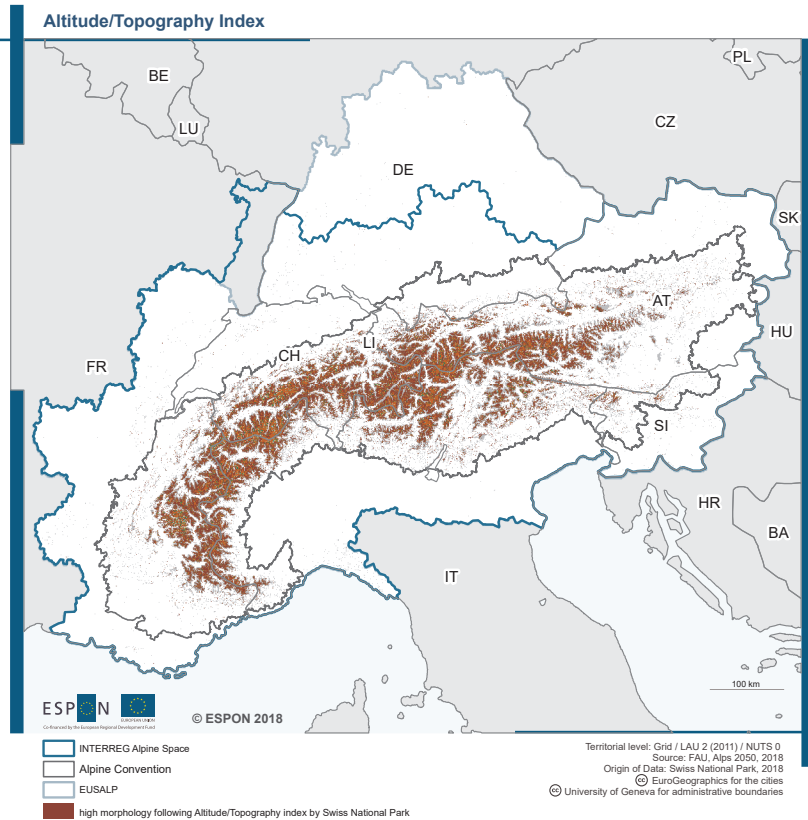 Altitude/Topography Index
BE
PL
LU
CZ
DE
SK
AT
LI
HU
CH
FR
SI
HR
BA
IT
100 km
ESPON
EUROPEAN UNION
Co-financed by the European Regional Development Fund
© ESPON 2018
INTERREG Alpine Space
Alpine Convention
EUSALP
high morphology following Altitude/Topography index by Swiss National Park
Territorial level: Grid / LAU 2 (2011) / NUTS 0
Source: FAU, Alps 2050, 2018
Origin of Data: Swiss National Park, 2018
cc EuroGeographics for the cities
cc University of Geneva for administrative boundaries